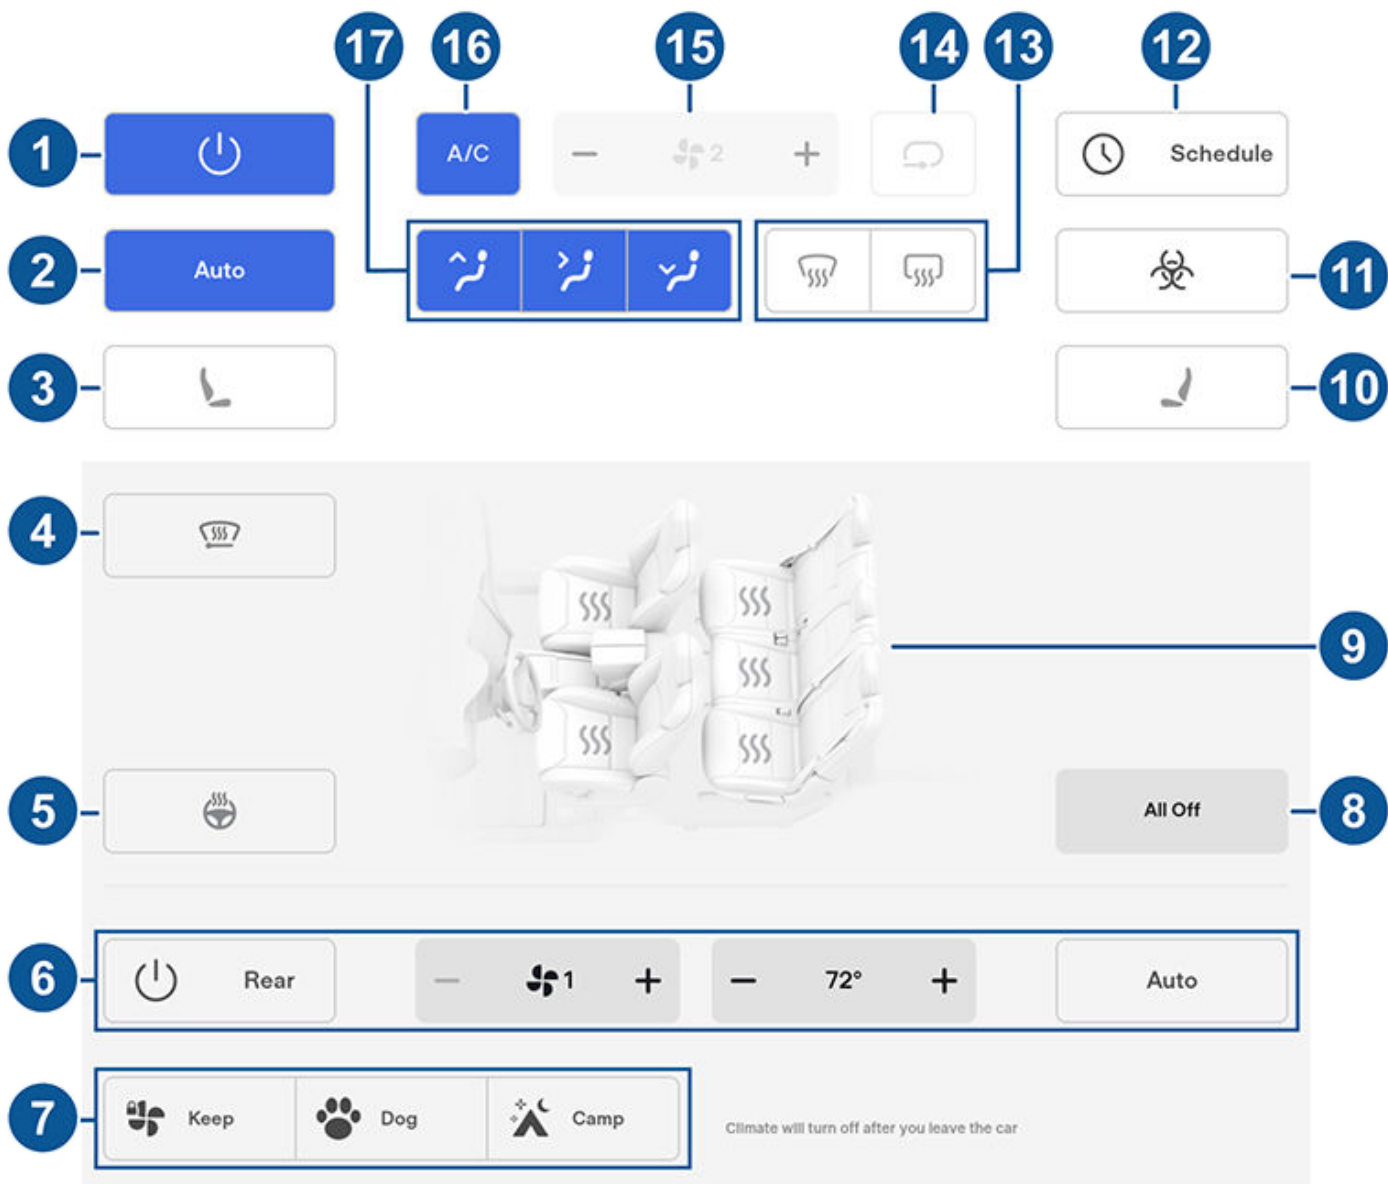 17 16 15 14 13 12
1 A/C 2 Schedule
2 Auto 11
3 10
4
9
5 All Off 8
6 Rear 1 72° Auto
7 Keep Dog Camp Climate will turn off after you leave the car